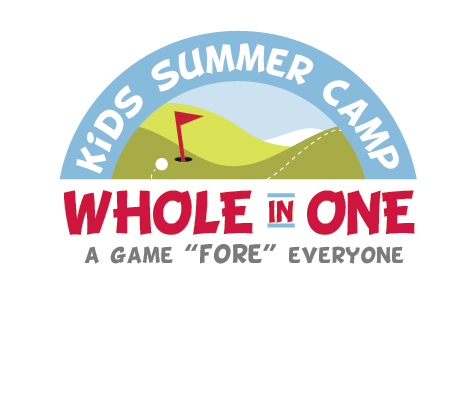 KiDS SUMMER CAMP
WHOLE IN ONE
A GAME "FORE" EVERYONE